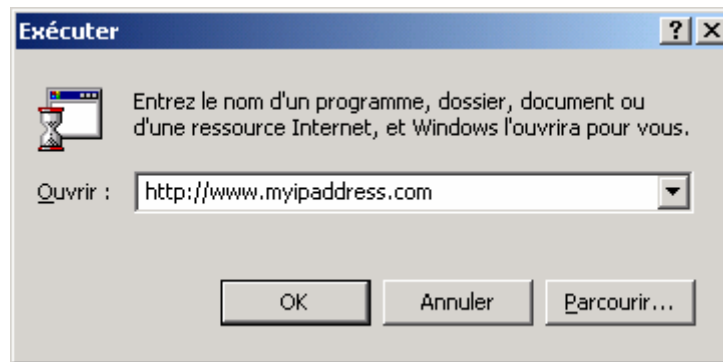 Exécuter
Entrez le nom d'un programme, dossier, document ou
d'une ressource Internet, et Windows l'ouvrira pour vous.
Ouvrir : http://www.myipaddress.com
OK Annuler Parcourir...